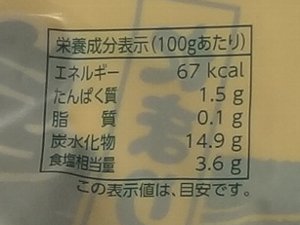 栄養成分表示(100gあたり)
エネルギー 67 kcal
たんぱく質 1.5 g
脂質 0.1 g
炭水化物 14.9 g
食塩相当量 3.6 g
この表示値は、目安です。